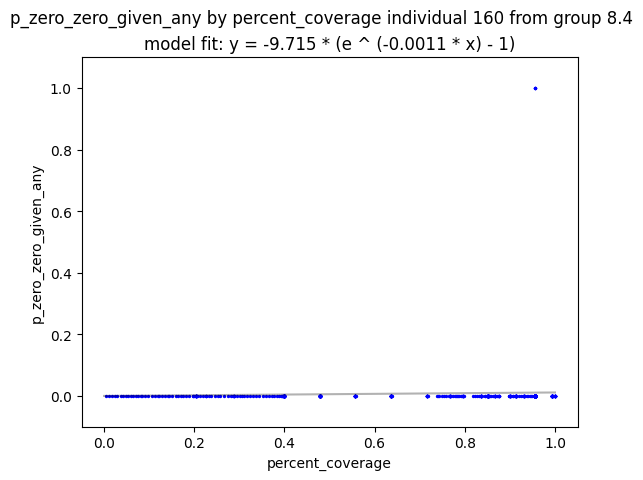 p_zero_zero_given_any by percent_coverage individual 160 from group 8.4
model fit: y = -9.715 * (e ^ (-0.0011 * x) - 1)
p_zero_zero_given_any
1.0
0.8
0.6
0.4
0.2
0.0
0.0 0.2 0.4 0.6 0.8 1.0
percent_coverage